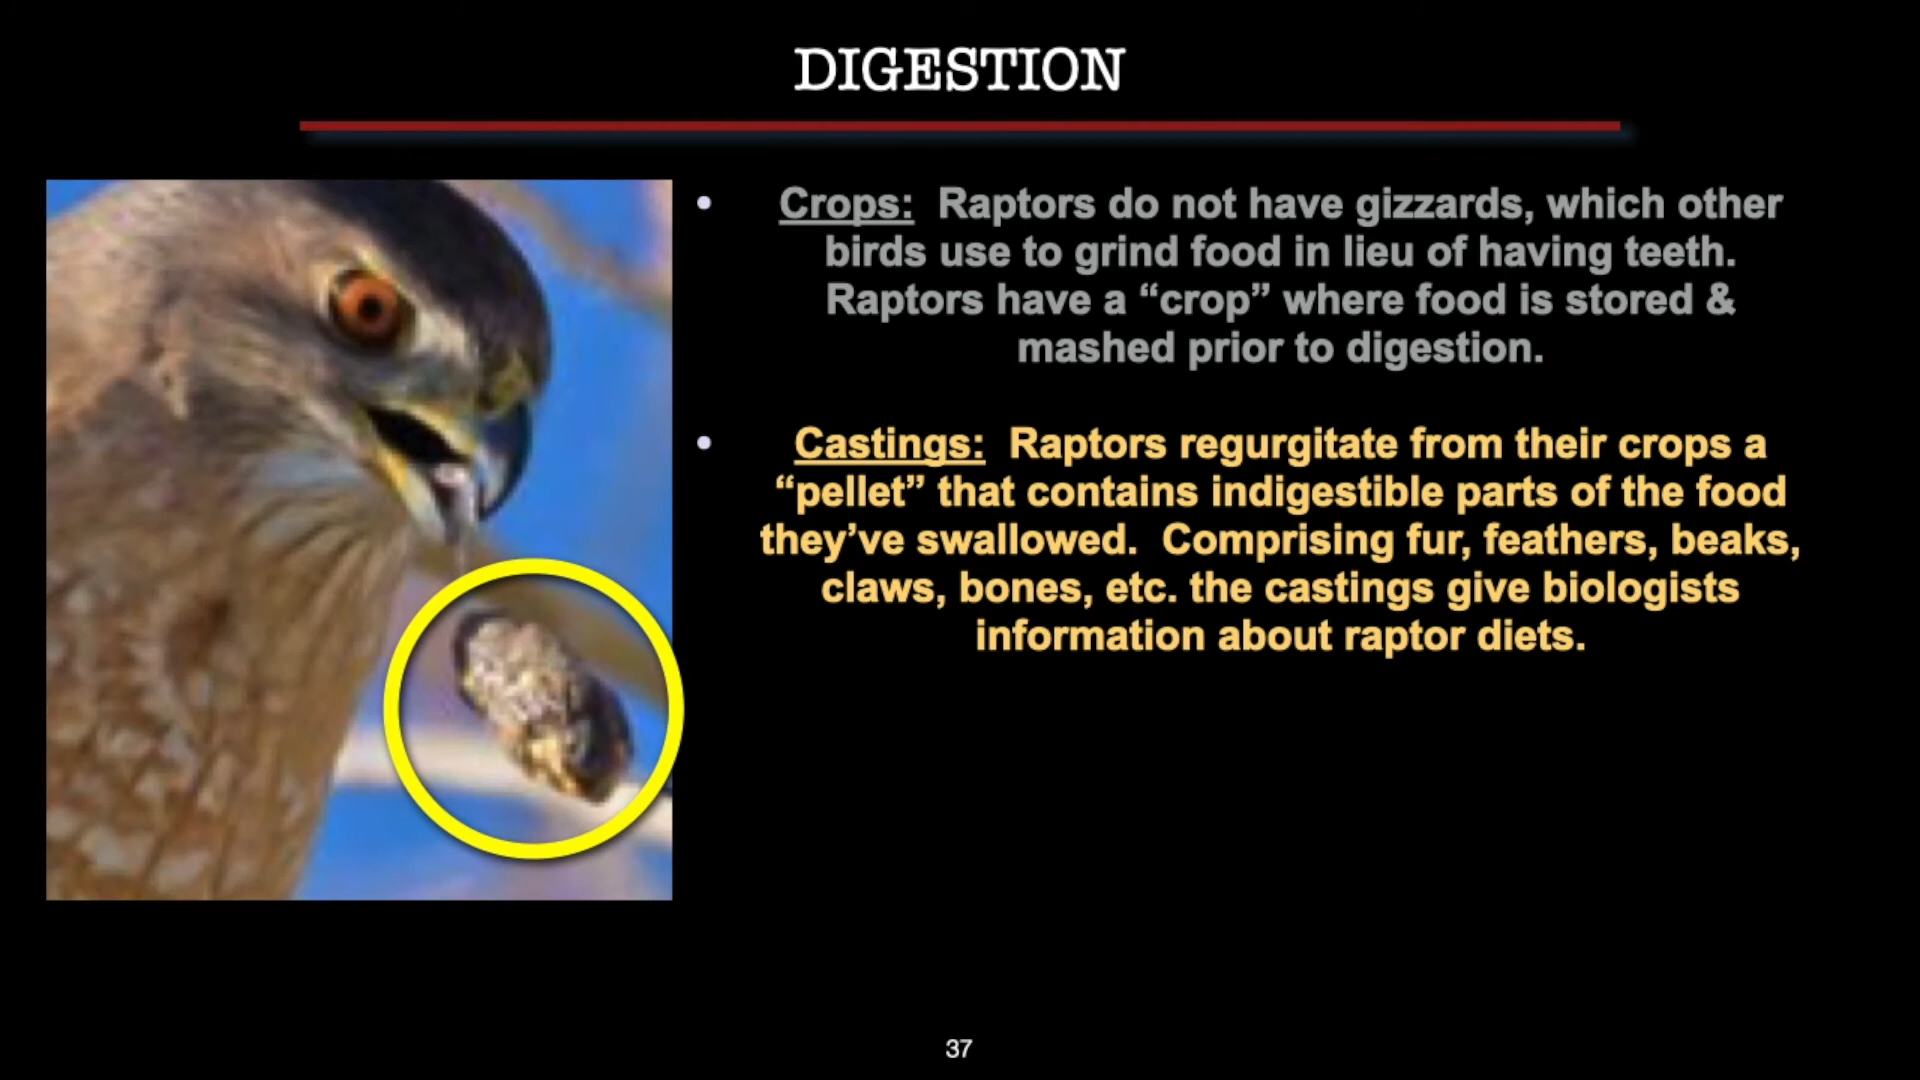 DIGESTION
• Crops: Raptors do not have gizzards, which other
birds use to grind food in lieu of having teeth.
Raptors have a “crop” where food is stored &
mashed prior to digestion.
• Castings: Raptors regurgitate from their crops a
“pellet” that contains indigestible parts of the food
they’ve swallowed. Comprising fur, feathers, beaks,
claws, bones, etc. the castings give biologists
information about raptor diets.
37